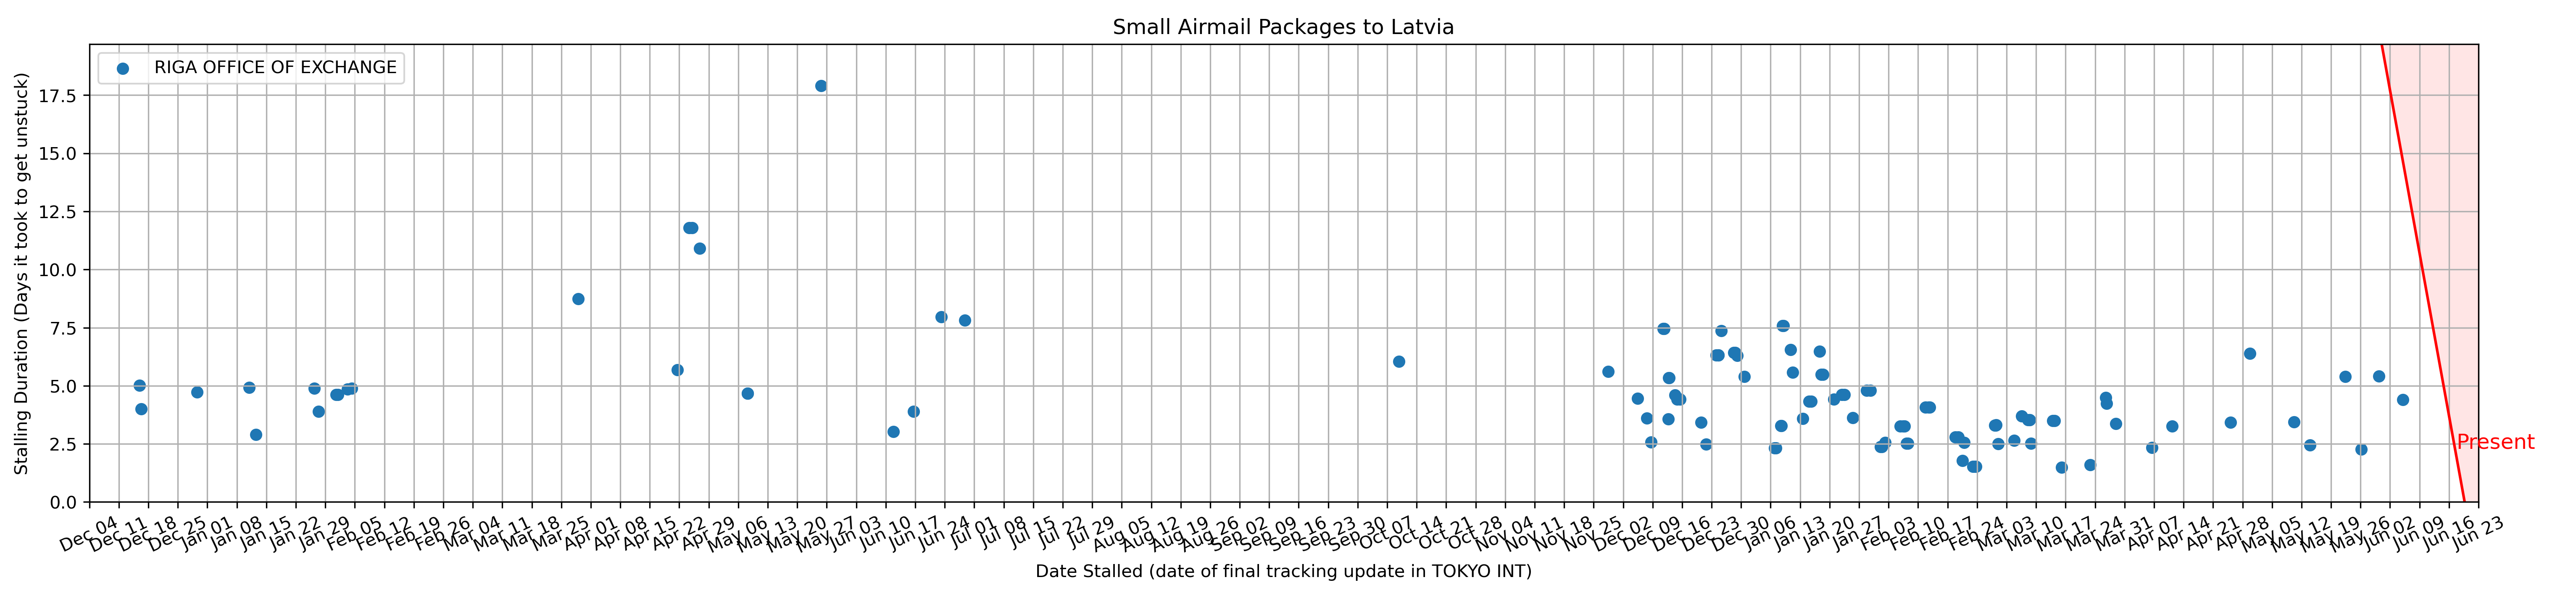 Small Airmail Packages to Latvia
RIGA OFFICE OF EXCHANGE
Stalling Duration (Days it took to get unstuck)
17.5
15.0
12.5
10.0
7.5
5.0
2.5
0.0
Present
Dec 04 Dec 11 Dec 18 Dec 25 Jan 01 Jan 08 Jan 15 Jan 22 Jan 29 Feb 05 Feb 12 Feb 19 Feb 26 Mar 04 Mar 11 Mar 18 Mar 25 Apr 01 Apr 08 Apr 15 Apr 22 Apr 29 May 06 May 13 May 20 May 27 Jun 03 Jun 10 Jun 17 Jun 24 Jul 01 Jul 08 Jul 15 Jul 22 Jul 29 Aug 05 Aug 12 Aug 19 Aug 26 Sep 02 Sep 09 Sep 16 Sep 23 Sep 30 Oct 07 Oct 14 Oct 21 Oct 28 Nov 04 Nov 11 Nov 18 Nov 25 Dec 02 Dec 09 Dec 16 Dec 23 Dec 30 Jan 06 Jan 13 Jan 20 Jan 27 Feb 03 Feb 10 Feb 17 Feb 24 Mar 03 Mar 10 Mar 17 Mar 24 Mar 31 Apr 07 Apr 14 Apr 21 Apr 28 May 05 May 12 May 19 May 26 Jun 02 Jun 09 Jun 16 Jun 23
Date Stalled (date of final tracking update in TOKYO INT)